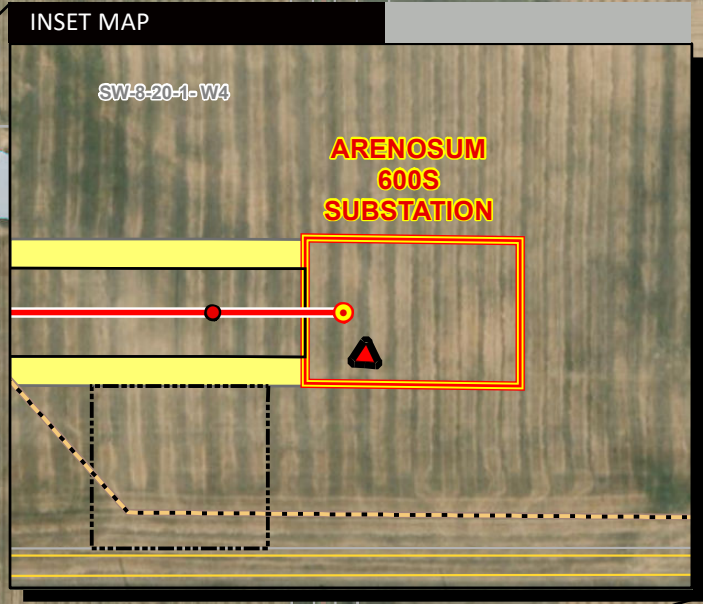 INSET MAP
SW-8-20-1- W4
ARENOSUM
600S
SUBSTATION